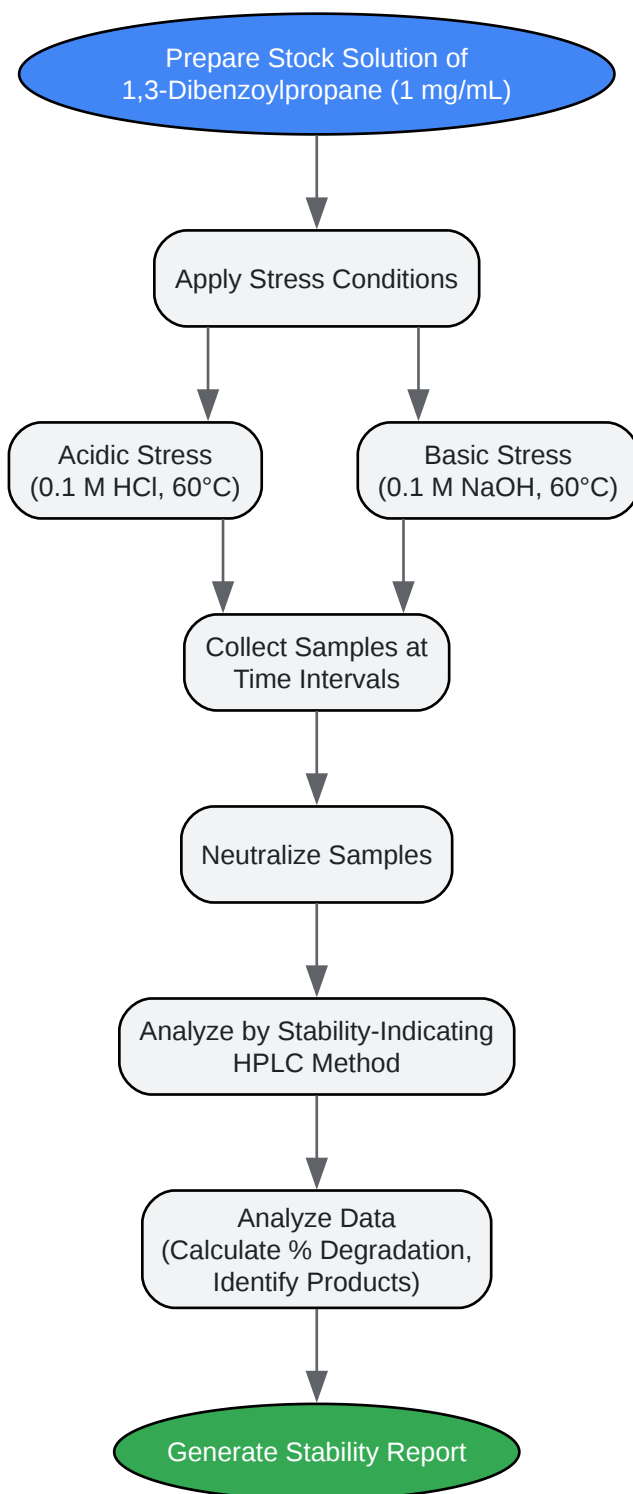 Prepare Stock Solution of
1,3-Dibenzoylpropane (1 mg/mL)
Apply Stress Conditions
Acidic Stress
(0.1 M HCl, 60°C)
Basic Stress
(0.1 M NaOH, 60°C)
Collect Samples at
Time Intervals
Neutralize Samples
Analyze by Stability-Indicating
HPLC Method
Analyze Data
(Calculate % Degradation,
Identify Products)
Generate Stability Report